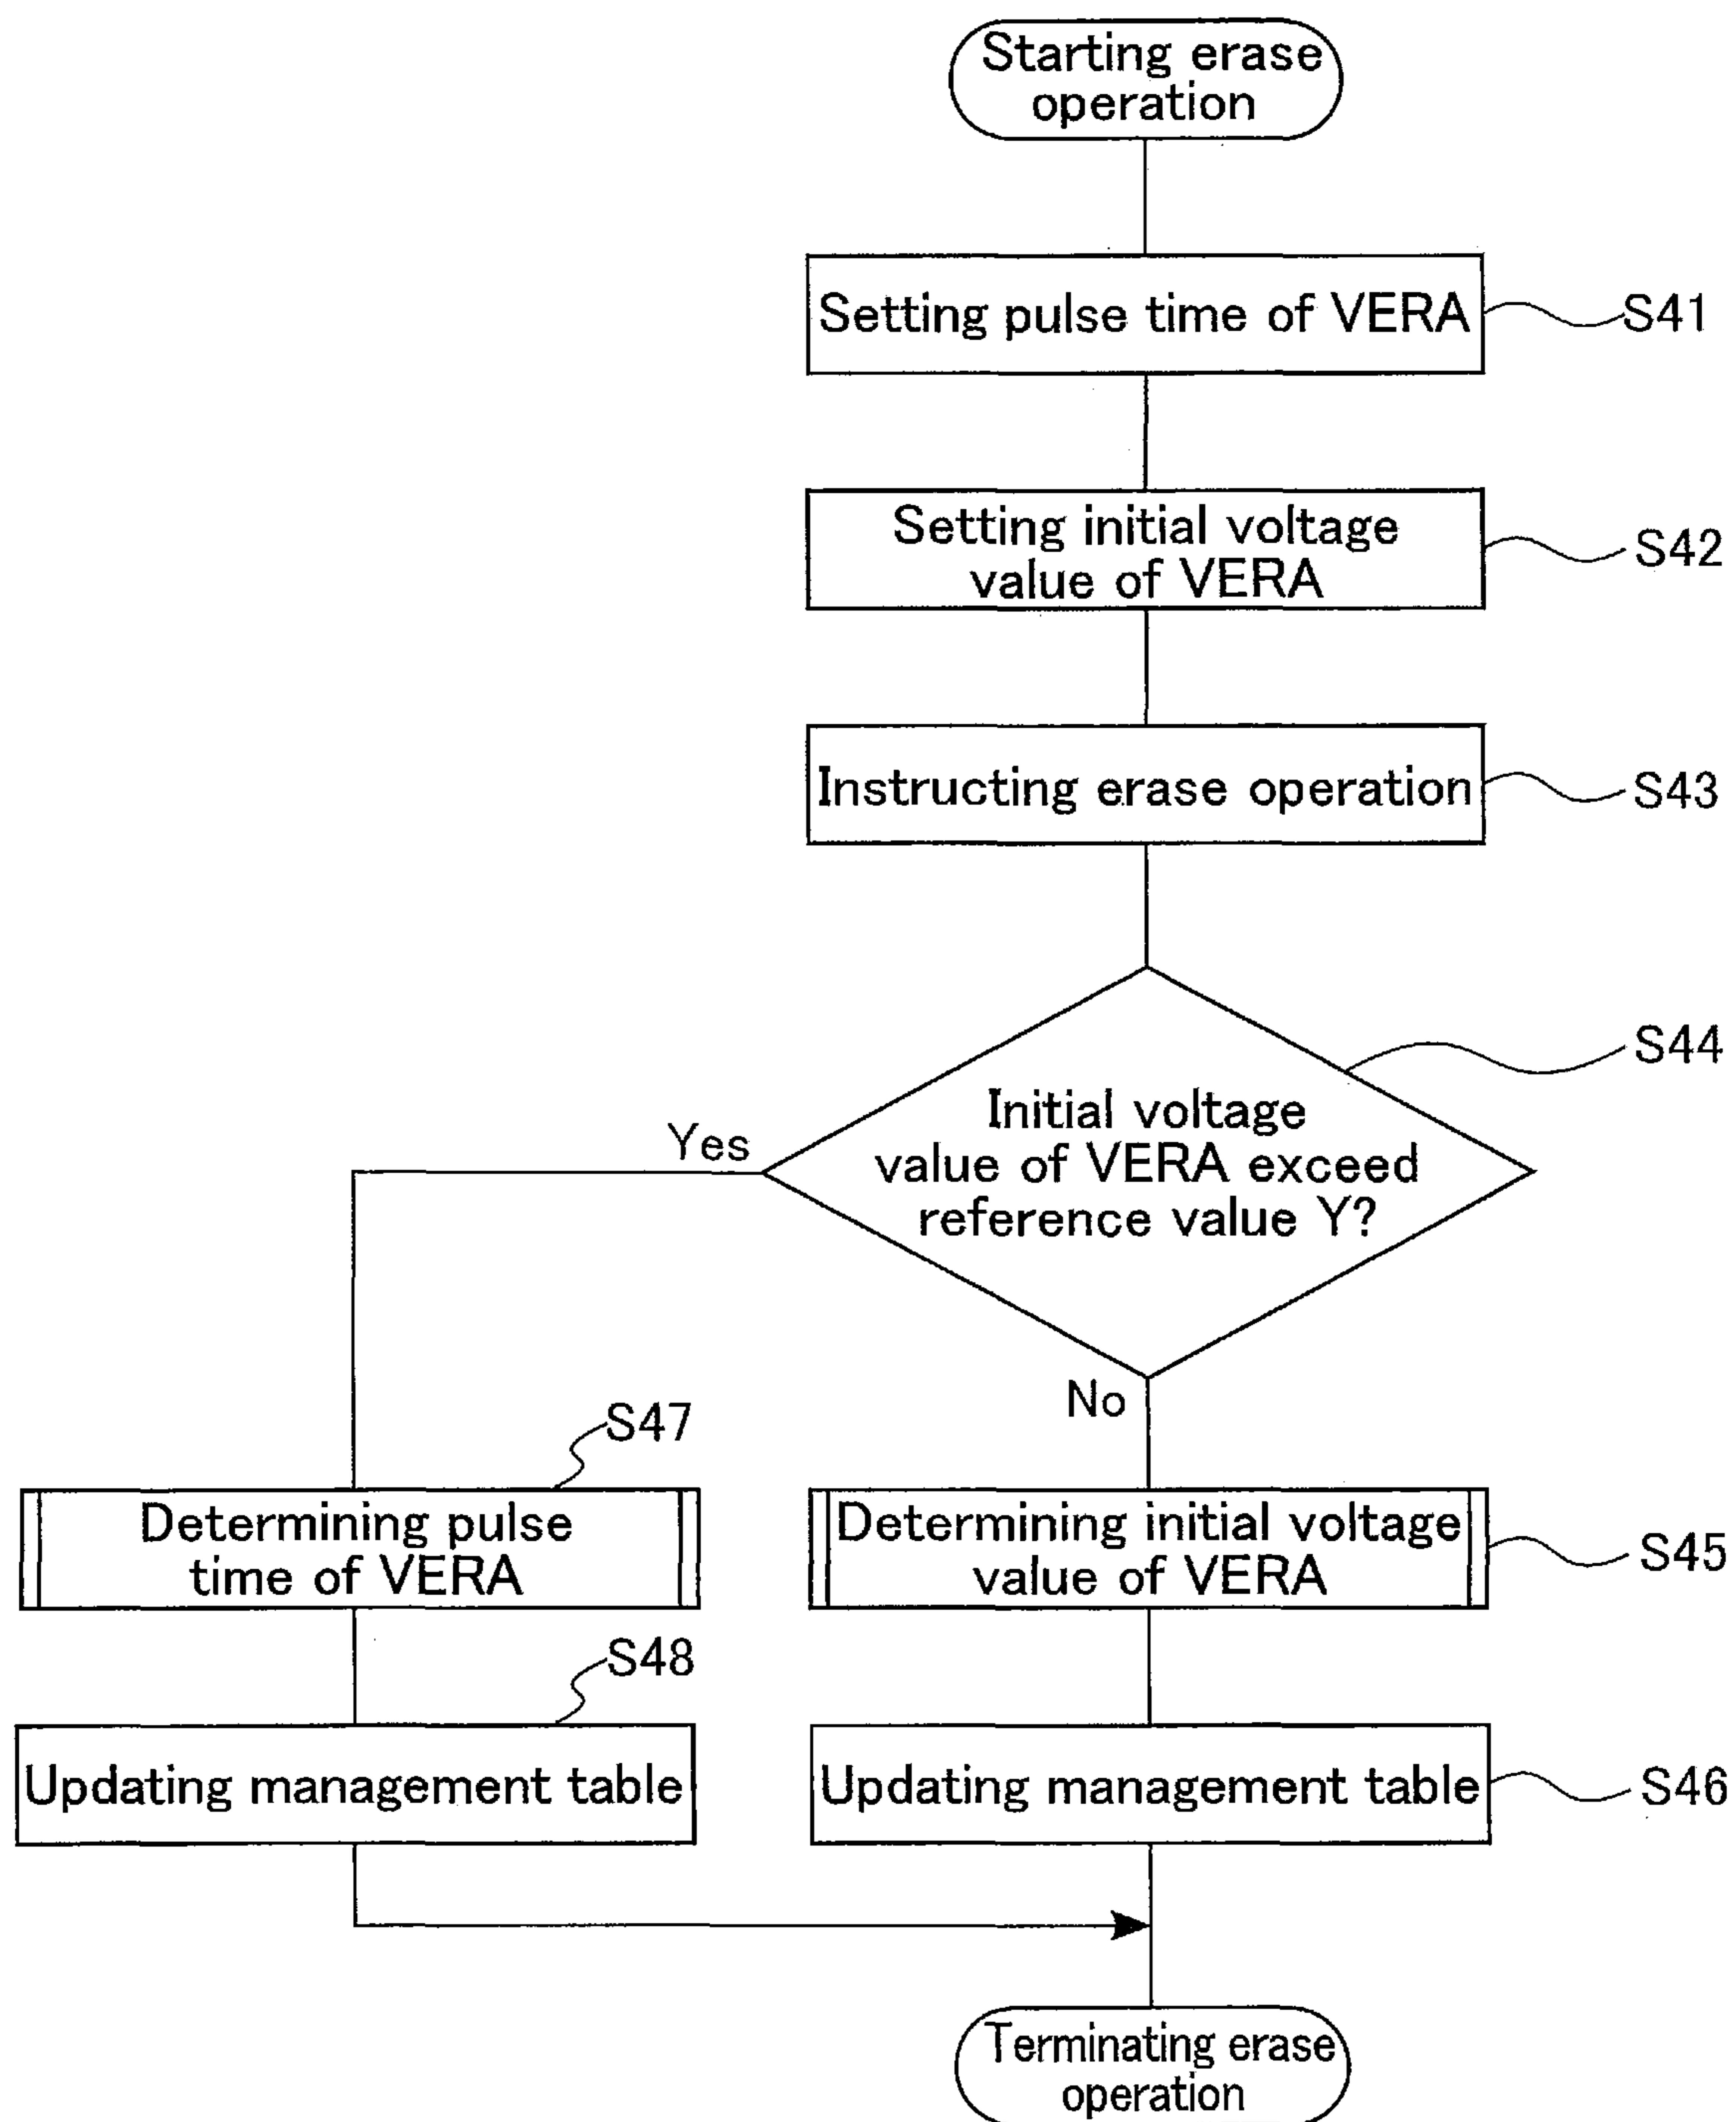 Starting erase
operation
Setting pulse time of VERA
S41
Setting initial voltage
value of VERA
S42
Instructing erase operation
S43
S44
Initial voltage
value of VERA exceed
reference value Y?
Yes
No
S47
Determining pulse
time of VERA
Determining initial voltage
value of VERA
S45
S48
Updating management table
Updating management table
S46
Terminating erase
operation